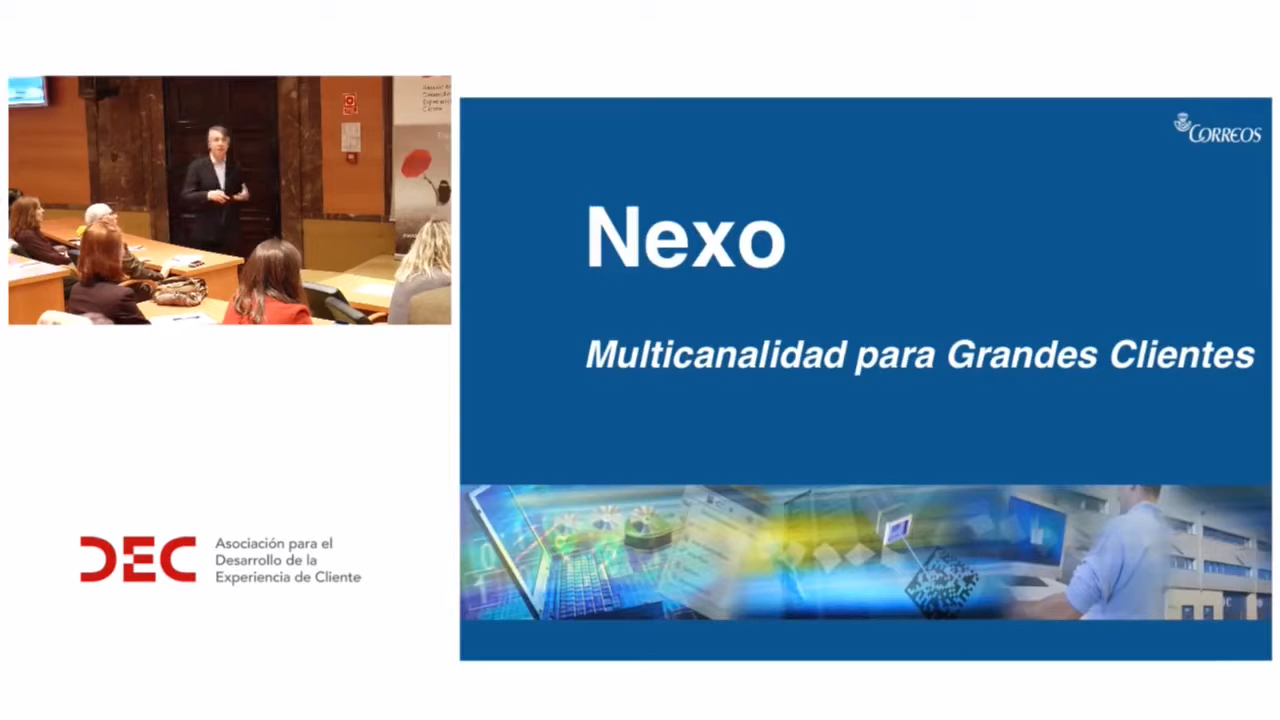 CORREOS
Nexo
Multicanalidad para Grandes Clientes
DEC
Asociación para el
Desarrollo de la
Experiencia de Cliente